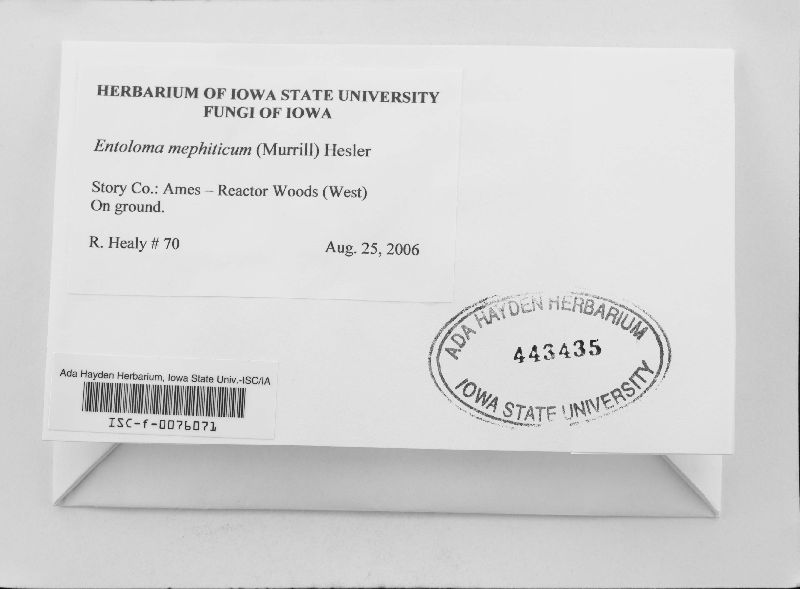 HERBARIUM OF IOWA STATE UNIVERSITY
FUNGI OF IOWA
Entoloma mephiticum (Murrill) Hesler
Story Co.: Ames – Reactor Woods (West)
On ground.
R. Healy # 70 Aug. 25, 2006
ADA HAYDEN HERBARIUM
443435
IOWA STATE UNIVERSITY
Ada Hayden Herbarium, Iowa State Univ.-ISC/IA
ISC-f-0076071